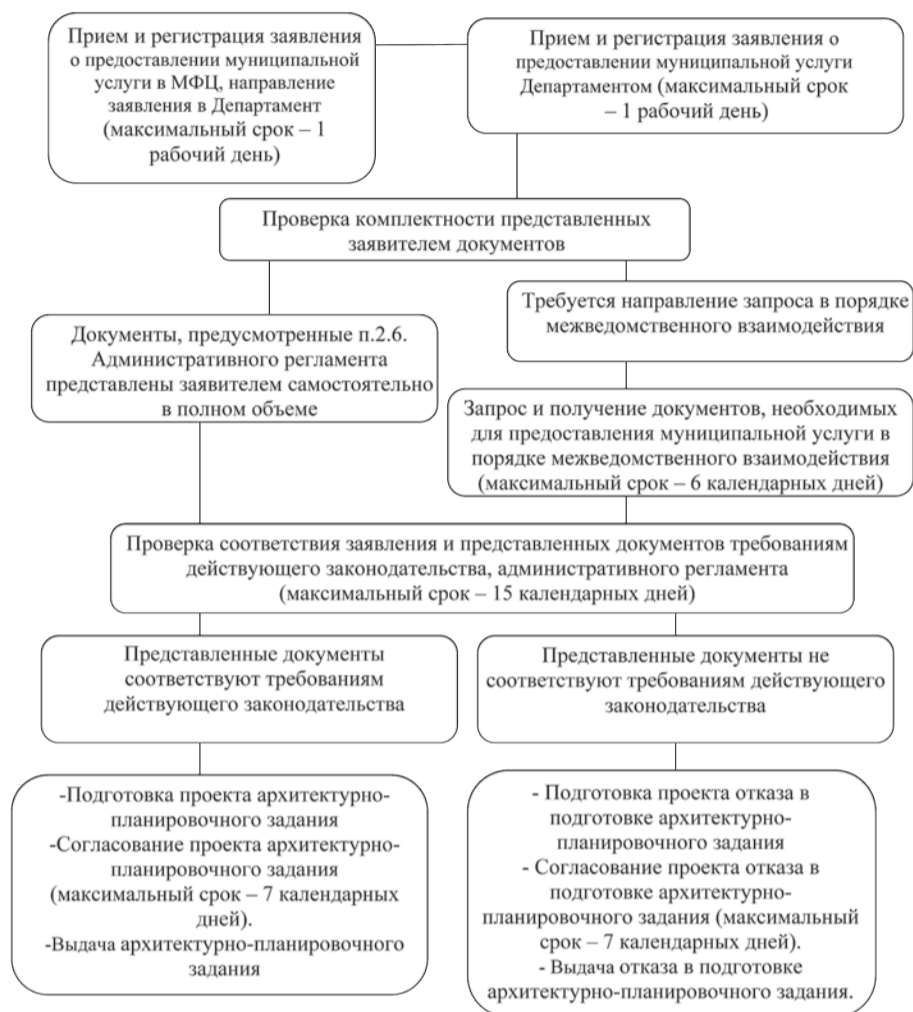 Прием и регистрация заявления
о предоставлении муниципальной
услуги в МФЦ, направление
заявления в Департамент
(максимальный срок – 1
рабочий день)
Прием и регистрация заявления о
предоставлении муниципальной услуги
Департаментом (максимальный срок
– 1 рабочий день)
Проверка комплектности представленных
заявителем документов
Документы, предусмотренные п.2.6.
Административного регламента
представлены заявителем самостоятельно
в полном объеме
Требуется направление запроса в порядке
межведомственного взаимодействия
Запрос и получение документов, необходимых
для предоставления муниципальной услуги в
порядке межведомственного взаимодействия
(максимальный срок – 6 календарных дней)
Проверка соответствия заявления и представленных документов требованиям
действующего законодательства, административного регламента
(максимальный срок – 15 календарных дней)
Представленные документы
соответствуют требованиям
действующего законодательства
Представленные документы не
соответствуют требованиям действующего
законодательства
-Подготовка проекта архитектурно-
планировочного задания
-Согласование проекта архитектурно-
планировочного задания
(максимальный срок – 7 календарных
дней).
-Выдача архитектурно-планировочного
задания
- Подготовка проекта отказа в
подготовке архитектурно-
планировочного задания
- Согласование проекта отказа в
подготовке архитектурно-
планировочного задания (максимальный
срок – 7 календарных дней).
- Выдача отказа в подготовке
архитектурно-планировочного задания.